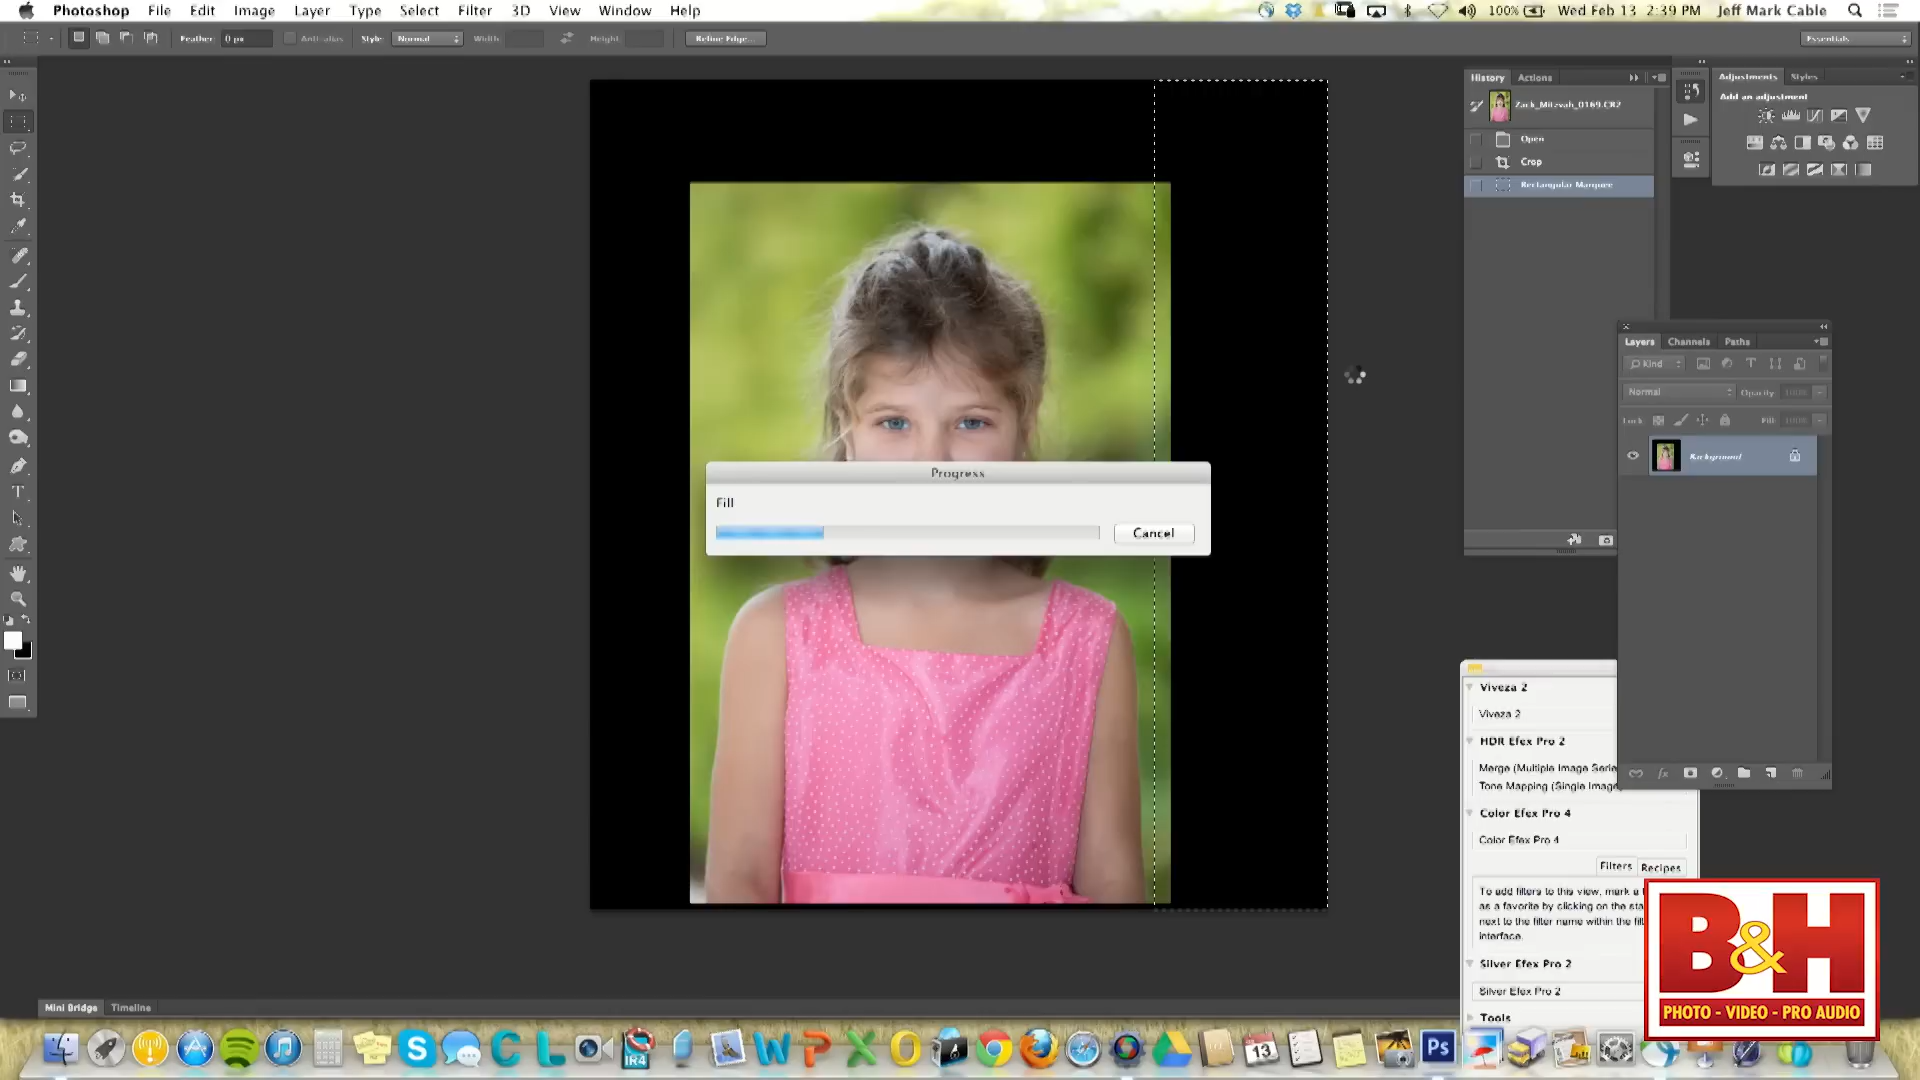 Photoshop File Edit Image Layer Type Select Filter 3D View Window Help
100% Wed Feb 13 2:39 PM Jeff Mark Cable
Feather: 0 px Anti-alias Style: Normal Width: Height: Refine Edge... Essentials
History Actions
Zack_Mitzvah_0169.CR2
Open
Crop
Rectangular Marquee
Adjustments Styles
Add an adjustment
Layers Channels Paths
Kind
Normal Opacity: 100%
Lock: Fill: 100%
Background
Progress
Fill
Cancel
Viveza 2
Viveza 2
HDR Efex Pro 2
Merge (Multiple Image Serie
Tone Mapping (Single Image
Color Efex Pro 4
Color Efex Pro 4
Filters Recipes
To add filters to this view, mark a
as a favorite by clicking on the sta
next to the filter name within the filt
interface.
Silver Efex Pro 2
Silver Efex Pro 2
Tools
Mini Bridge Timeline
B&H
PHOTO - VIDEO - PRO AUDIO
IR4
13
Ps